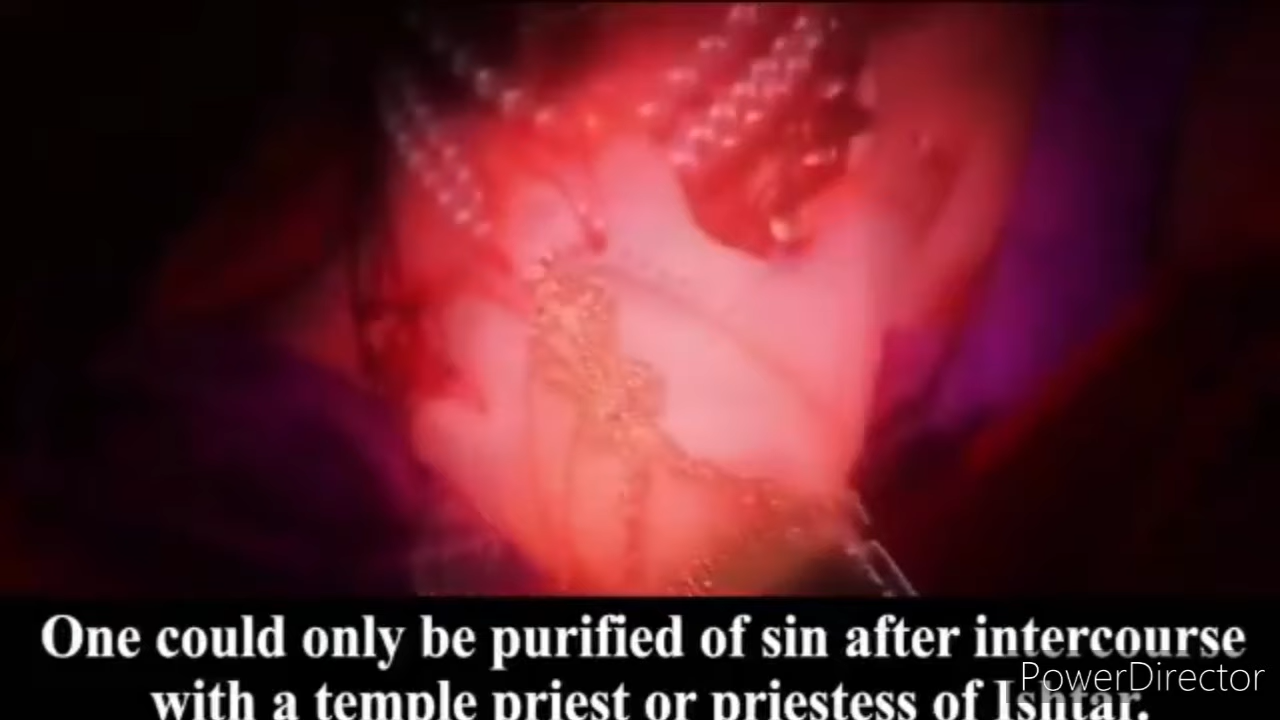 One could only be purified of sin after intercourse
PowerDirector
with a temple priest or priestess of Ishtar.